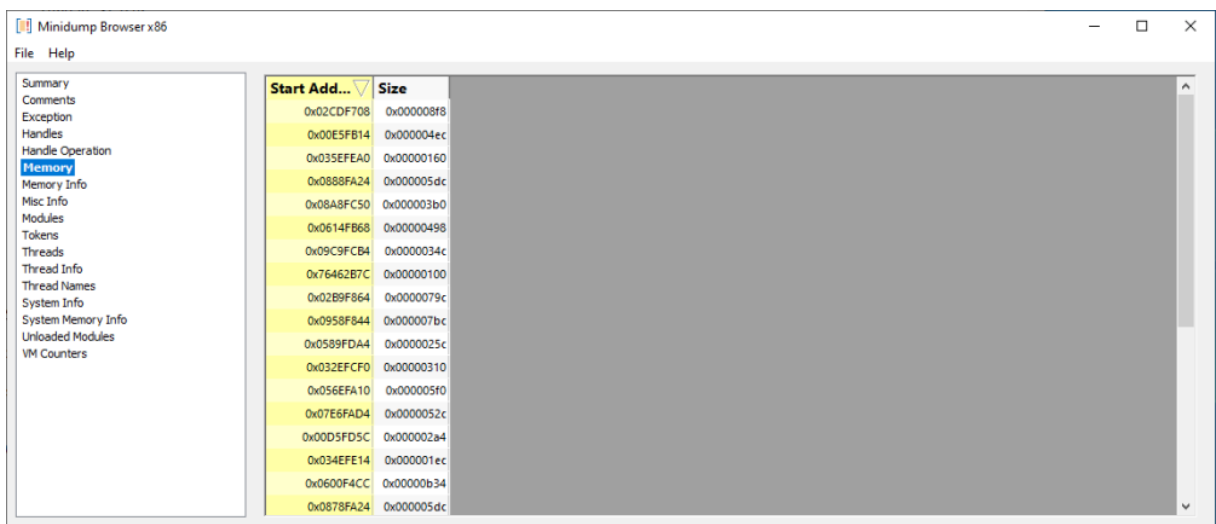 Minidump Browser x86
File Help
Summary
Comments
Exception
Handles
Handle Operation
Memory
Memory Info
Misc Info
Modules
Tokens
Threads
Thread Info
Thread Names
System Info
System Memory Info
Unloaded Modules
VM Counters
Start Add... Size
0x02CDF708 0x000008f8
0x00E5FB14 0x000004ec
0x035EFEA0 0x00000160
0x0888FA24 0x000005dc
0x08A8FC50 0x000003b0
0x0614FB68 0x00000498
0x09C9FCB4 0x0000034c
0x76462B7C 0x00000100
0x02B9F864 0x0000079c
0x0958F844 0x000007bc
0x0589FDA4 0x0000025c
0x032EFCF0 0x00000310
0x056EFA10 0x000005f0
0x07E6FAD4 0x0000052c
0x00D5FD5C 0x000002a4
0x034EFE14 0x000001ec
0x0600F4CC 0x00000b34
0x0878FA24 0x000005dc